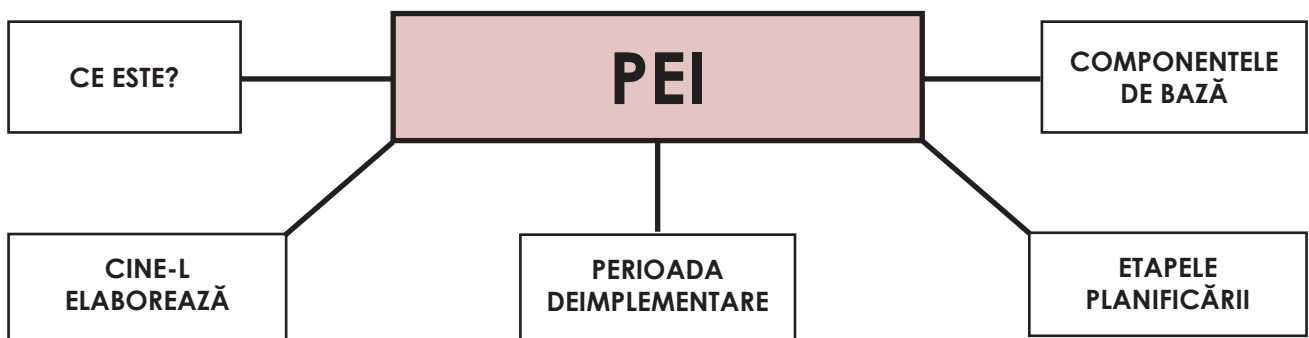 CE ESTE?
PEI
COMPONENTELE
DE BAZĂ
CINE-L
ELABOREAZĂ
PERIOADA
DEIMPLEMENTARE
ETAPELE
PLANIFICĂRII